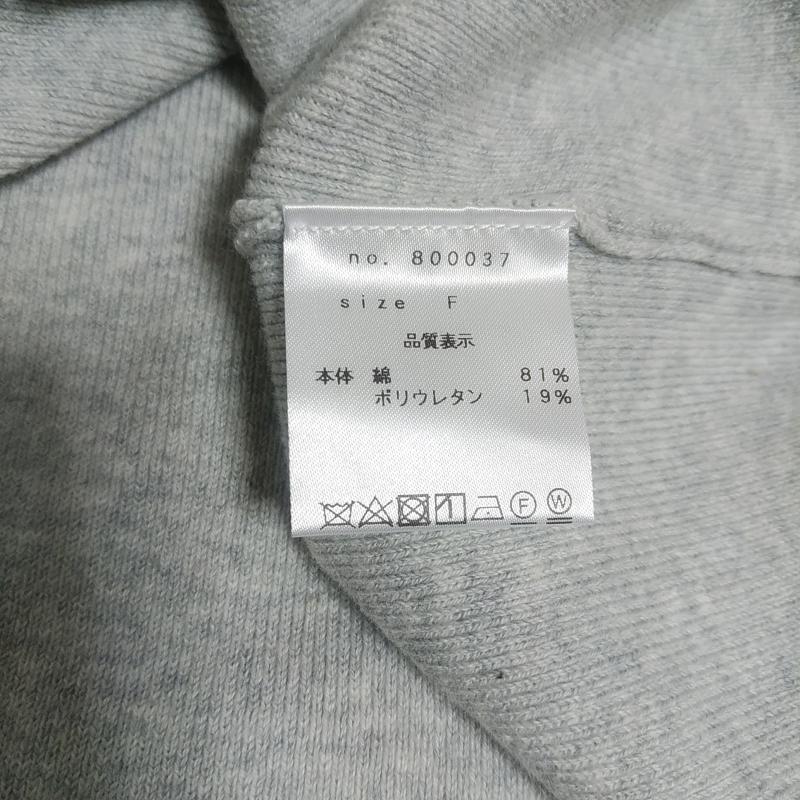 no. 800037
size F
品質表示
本体 綿 81%
ポリウレタン 19%
F W